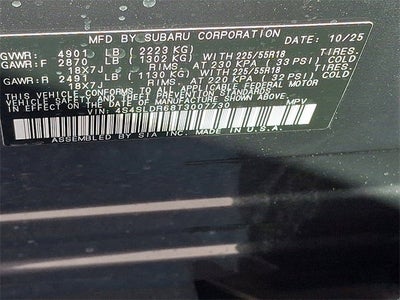 MFD BY SUBARU CORPORATION DATE: 10/25
GVWR: 4901 LB (2223 KG)
GAWR:F 2870 LB (1302 KG) WITH 225/55R18 TIRES,
18X7J RIMS, AT 230 KPA (33 PSI) COLD
GAWR:R 2491 LB (1130 KG) WITH 225/55R18 TIRES,
18X7J RIMS, AT 220 KPA (32 PSI) COLD
THIS VEHICLE CONFORMS TO ALL APPLICABLE FEDERAL MOTOR
VEHICLE SAFETY, BUMPER, AND THEFT PREVENTION STANDARDS
IN EFFECT ON THE DATE OF MANUFACTURE SHOWN ABOVE.
VIN: 4S4SLDR68T3007730 MPV
ASSEMBLED BY SIA INC. MADE IN U.S.A.